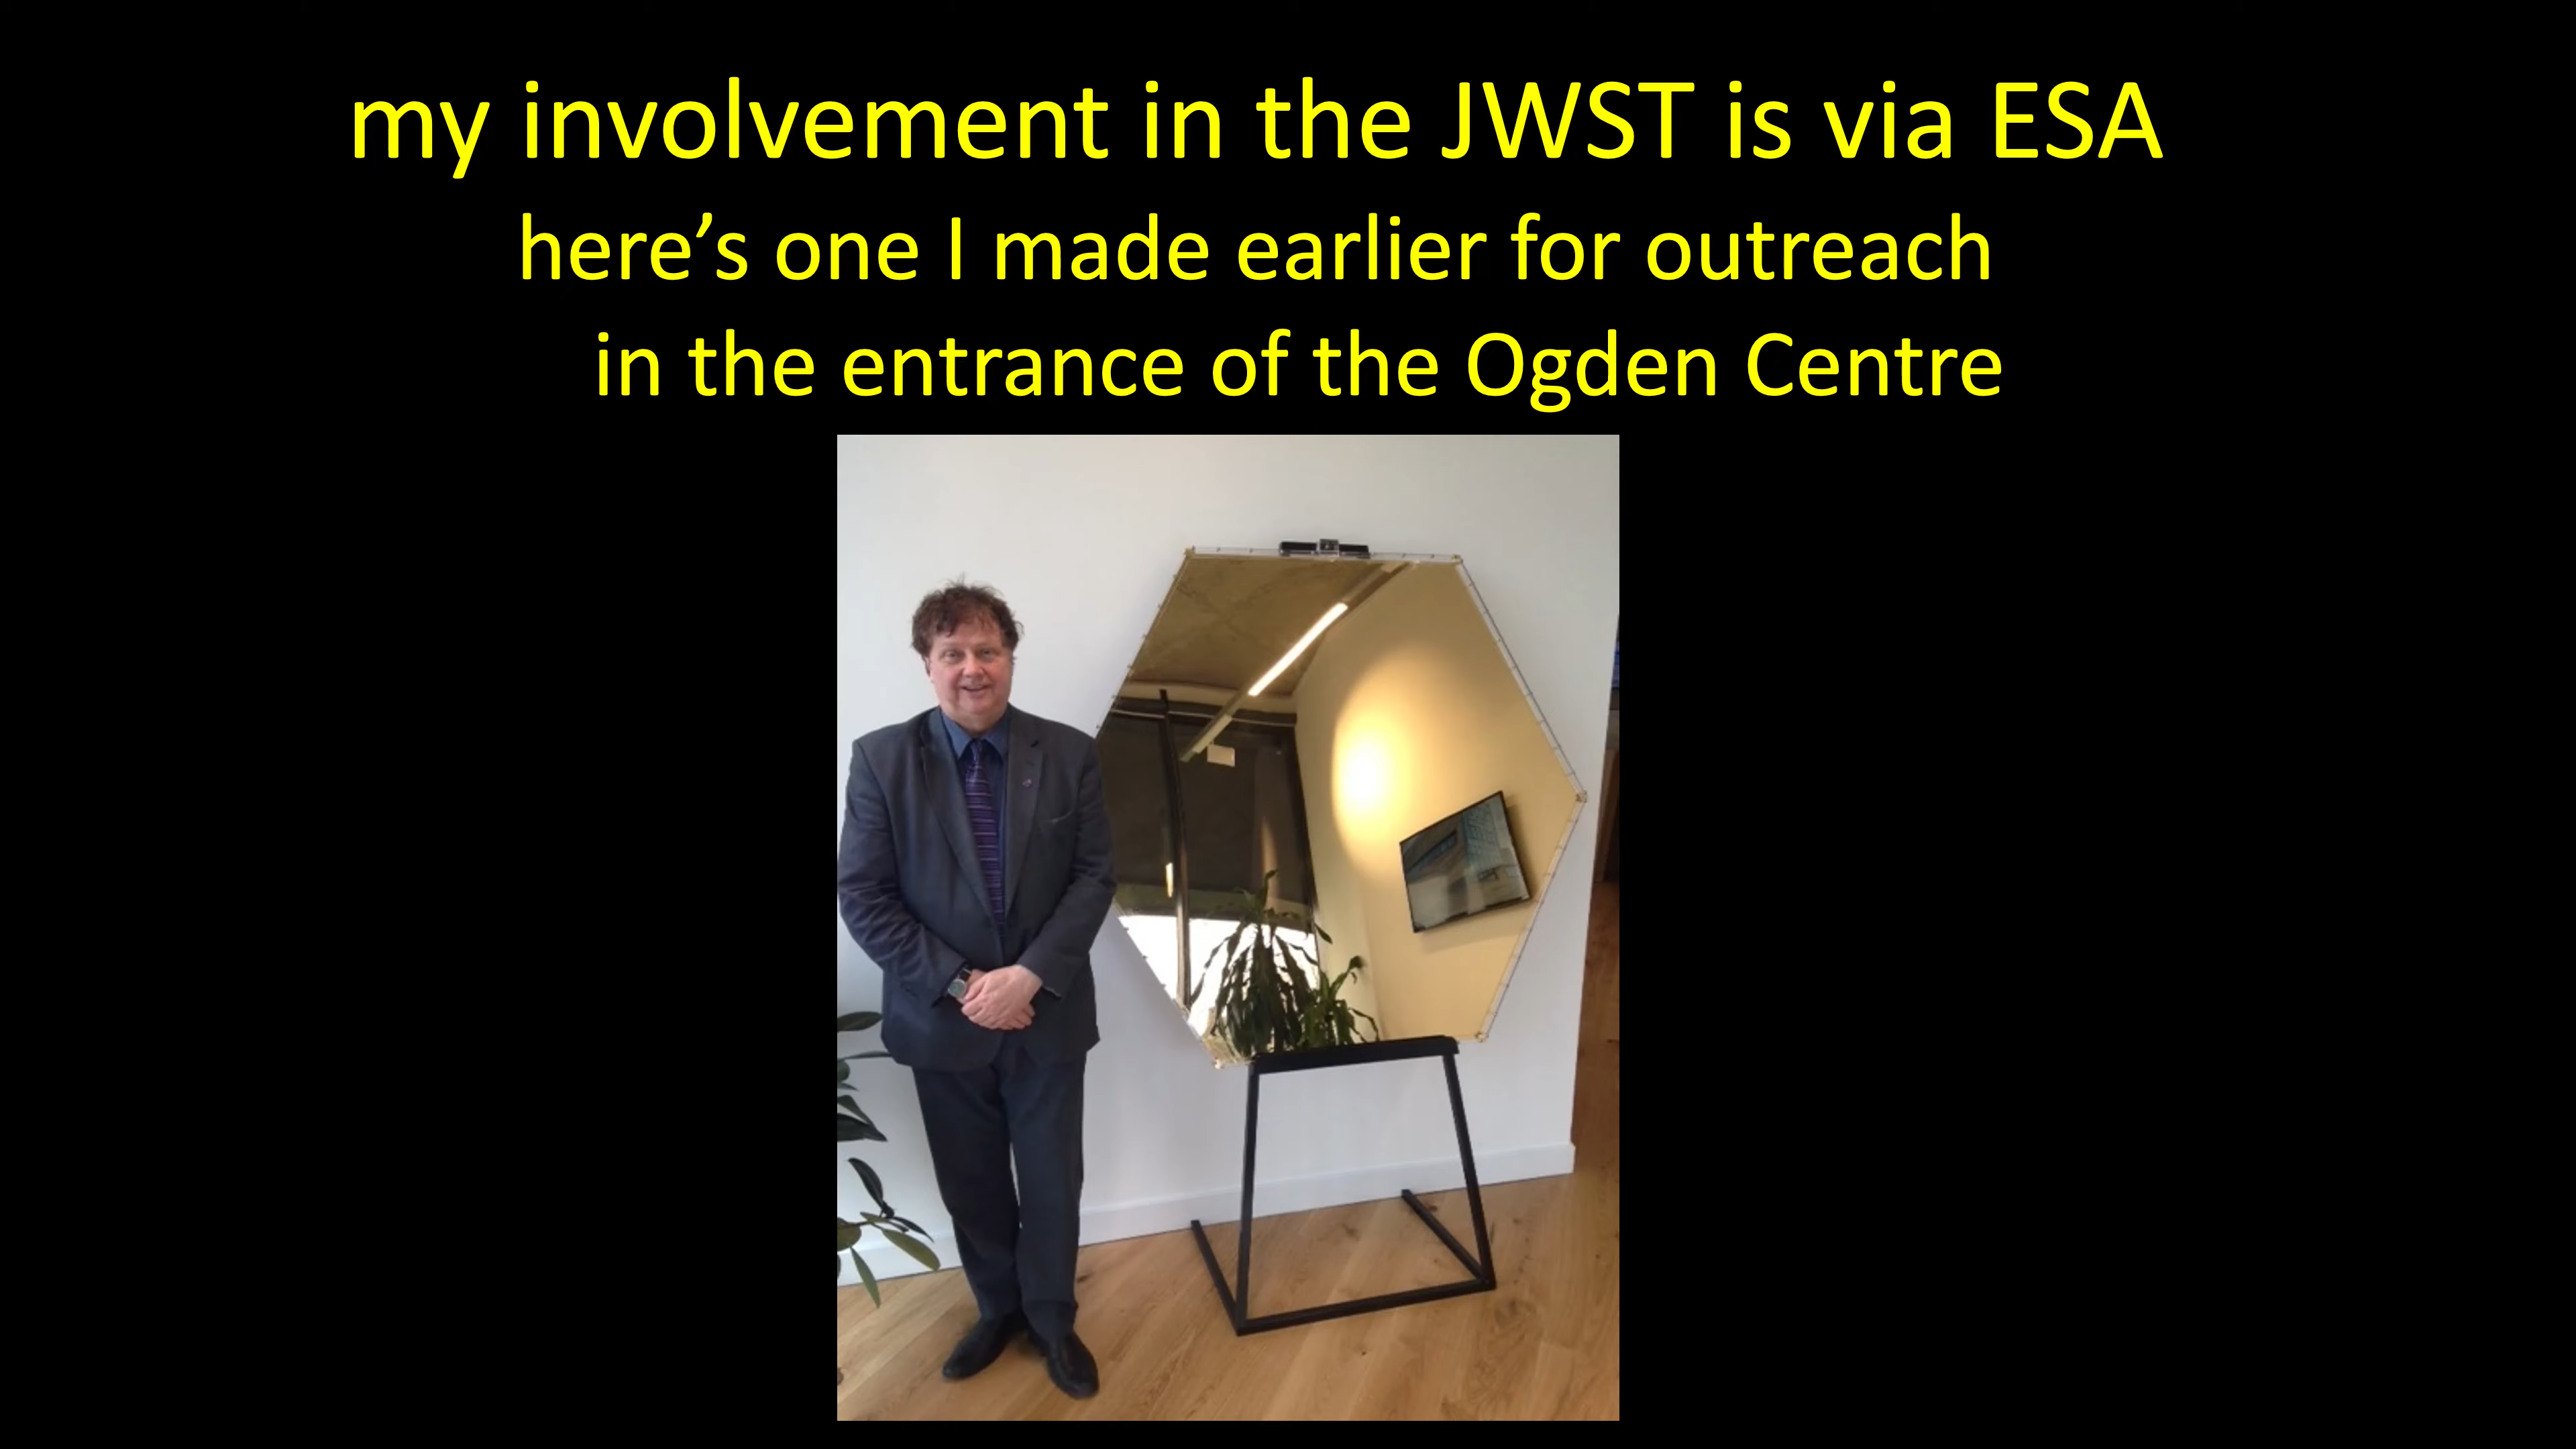 my involvement in the JWST is via ESA
here’s one I made earlier for outreach
in the entrance of the Ogden Centre